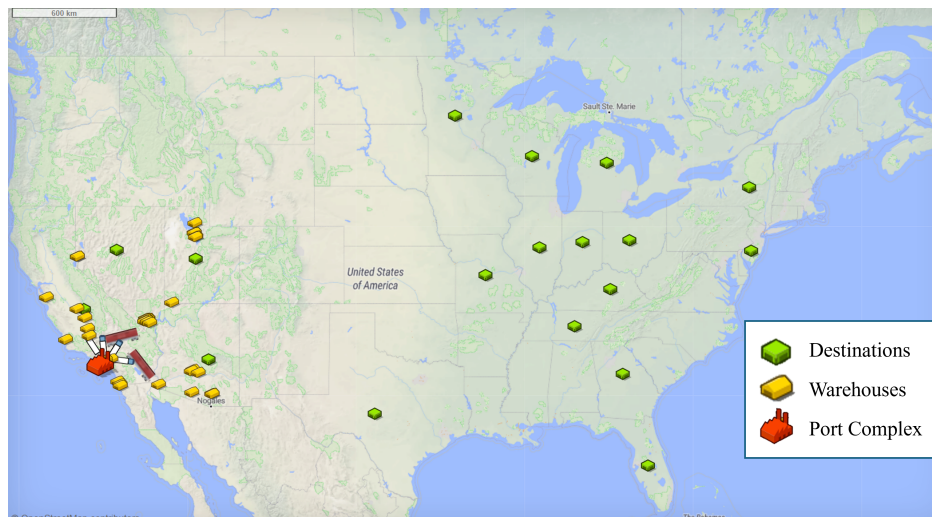 600 km
Sault Ste. Marie
United States
of America
Destinations
Warehouses
Port Complex
Nogales